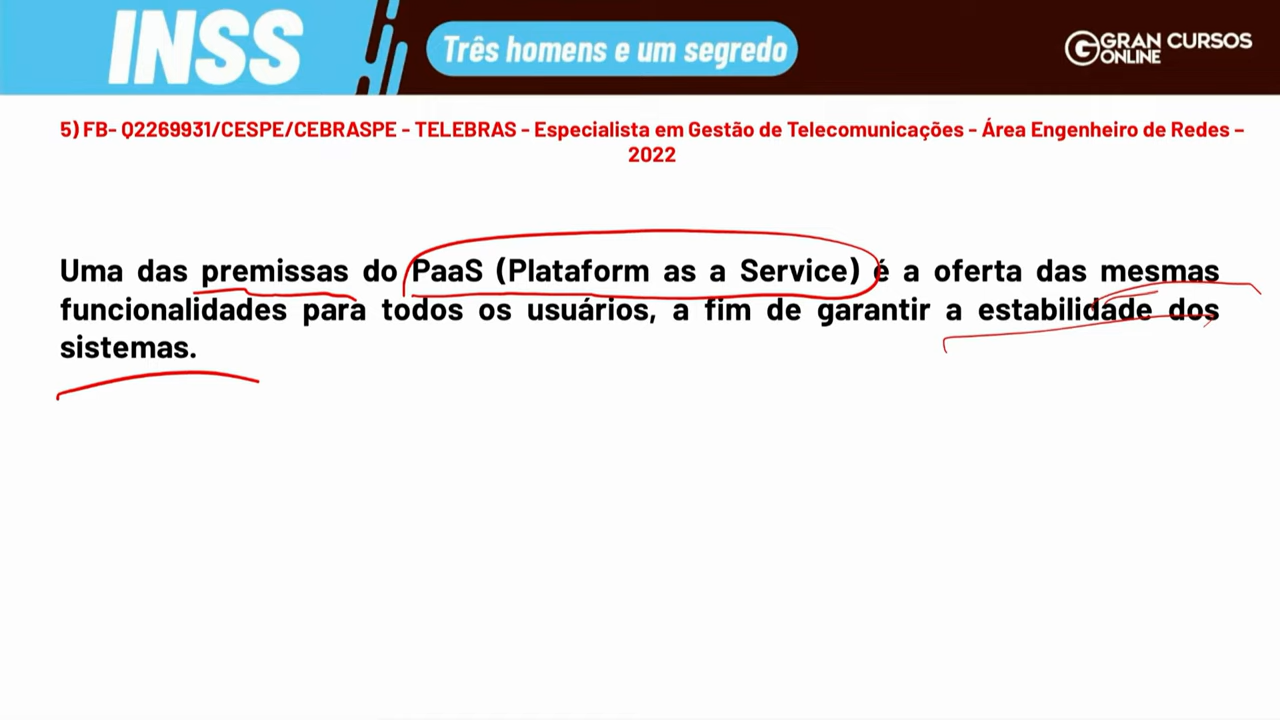 INSS
Três homens e um segredo
GRAN CURSOS
ONLINE
5) FB- Q2269931/CESPE/CEBRASPE - TELEBRAS - Especialista em Gestão de Telecomunicações - Área Engenheiro de Redes –
2022
Uma das premissas do PaaS (Plataform as a Service) é a oferta das mesmas
funcionalidades para todos os usuários, a fim de garantir a estabilidade dos
sistemas.